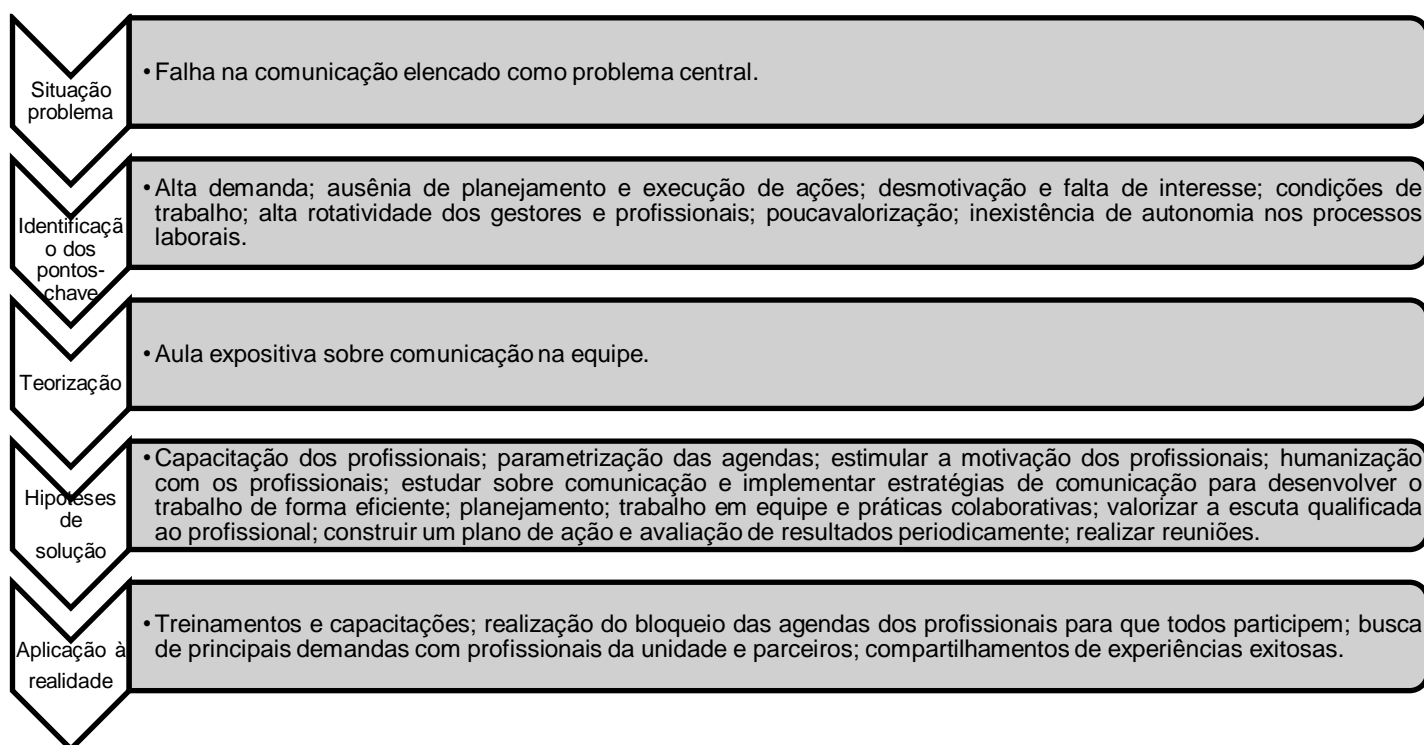 Situação
problema
• Falha na comunicação elencado como problema central.
Identificaçã
o dos
pontos-
chave
• Alta demanda; ausênia de planejamento e execução de ações; desmotivação e falta de interesse; condições de
trabalho; alta rotatividade dos gestores e profissionais; poucavalorização; inexistência de autonomia nos processos
laborais.
Teorização
• Aula expositiva sobre comunicação na equipe.
Hipóteses
de
solução
• Capacitação dos profissionais; parametrização das agendas; estimular a motivação dos profissionais; humanização
com os profissionais; estudar sobre comunicação e implementar estratégias de comunicação para desenvolver o
trabalho de forma eficiente; planejamento; trabalho em equipe e práticas colaborativas; valorizar a escuta qualificada
ao profissional; construir um plano de ação e avaliação de resultados periodicamente; realizar reuniões.
Aplicação à
realidade
• Treinamentos e capacitações; realização do bloqueio das agendas dos profissionais para que todos participem; busca
de principais demandas com profissionais da unidade e parceiros; compartilhamentos de experiências exitosas.